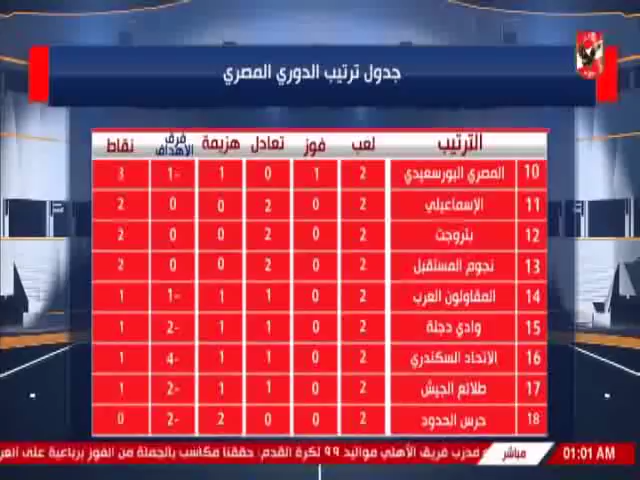 جدول ترتيب الدوري المصري
الترتيب لعب فوز تعادل هزيمة فرق الأهداف نقاط
10 المصري البورسعيدي 2 1 0 1 1- 3
11 الإسماعيلي 2 0 2 0 0 2
12 بتروجت 2 0 2 0 0 2
13 نجوم المستقبل 2 0 2 0 0 2
14 المقاولون العرب 2 0 1 1 1- 1
15 وادي دجلة 2 0 1 1 2- 1
16 الاتحاد السكندري 2 0 1 1 4- 1
17 طلائع الجيش 2 0 1 1 2- 1
18 حرس الحدود 2 0 0 2 2- 0
01:01 AM مباشر مدرب فريق الأهلي مواليد ٩٩ لكرة القدم: حققنا مكاسب بالجملة من الفوز برباعية على